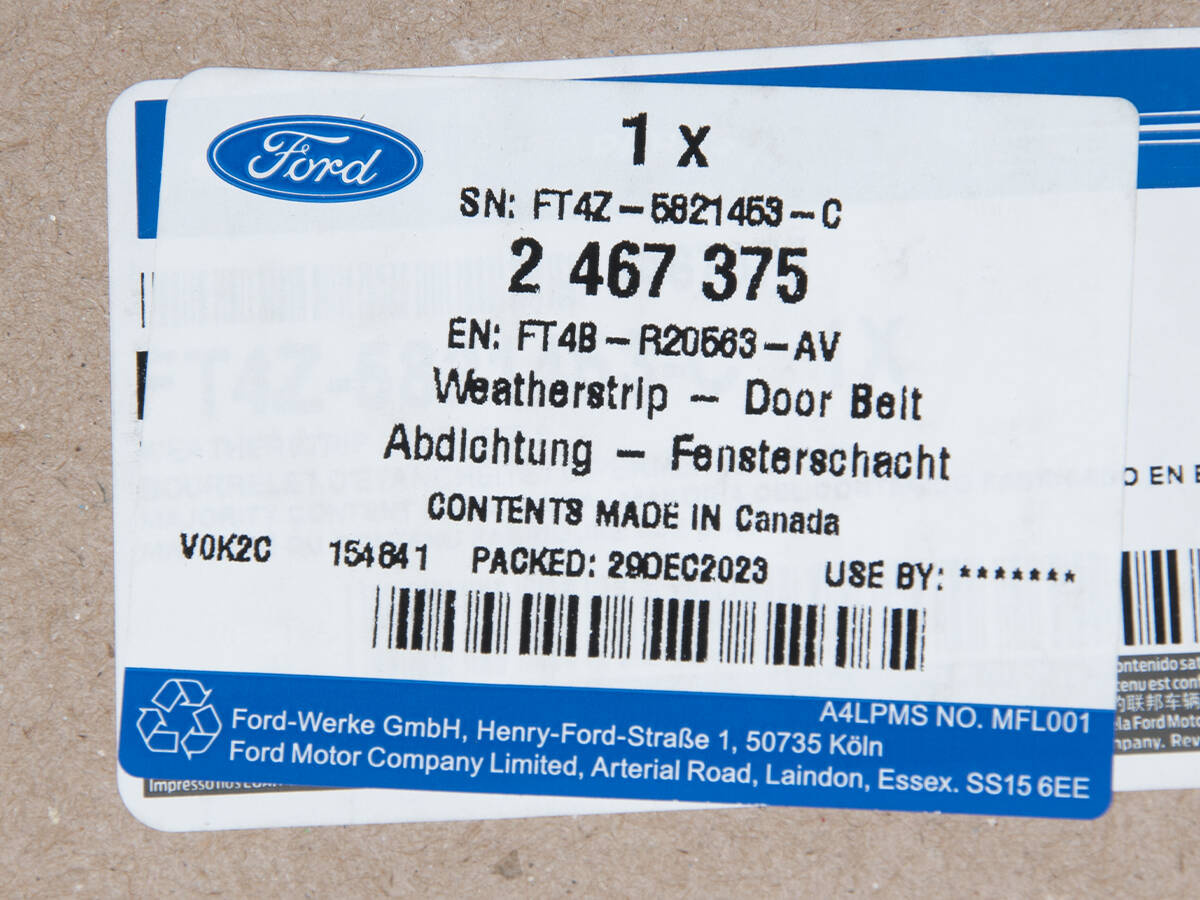 Ford
1 x
SN: FT4Z-5821453-C
2 467 375
EN: FT4B-R20563-AV
Weatherstrip - Door Belt
Abdichtung - Fensterschacht
CONTENTS MADE IN Canada
V0K2C 154841 PACKED: 29DEC2023 USE BY: *******
A4LPMS NO. MFL001
Ford-Werke GmbH, Henry-Ford-Straße 1, 50735 Köln
Ford Motor Company Limited, Arterial Road, Laindon, Essex. SS15 6EE
EN